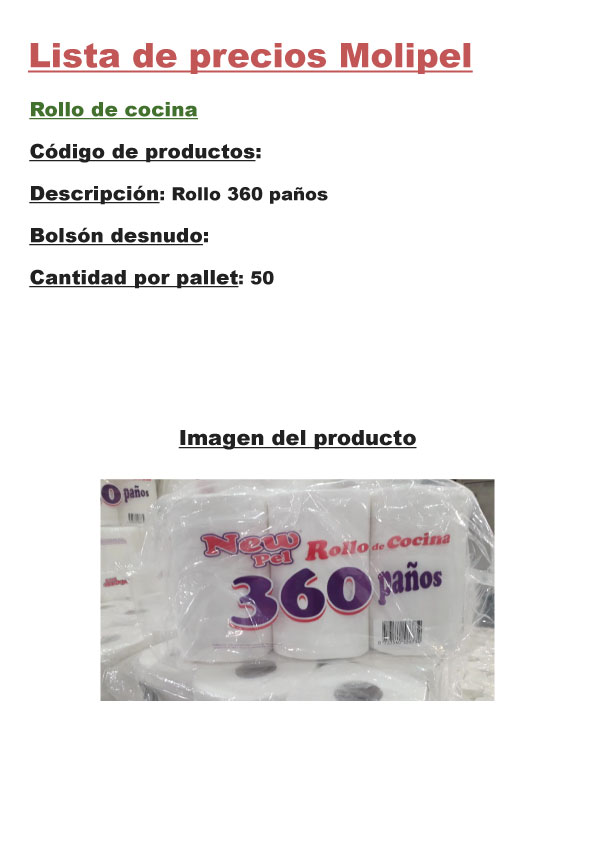 Lista de precios Molipel
Rollo de cocina
Código de productos:
Descripción: Rollo 360 paños
Bolsón desnudo:
Cantidad por pallet: 50
Imagen del producto
0 paños
New Pel
Rollo de Cocina
360 paños